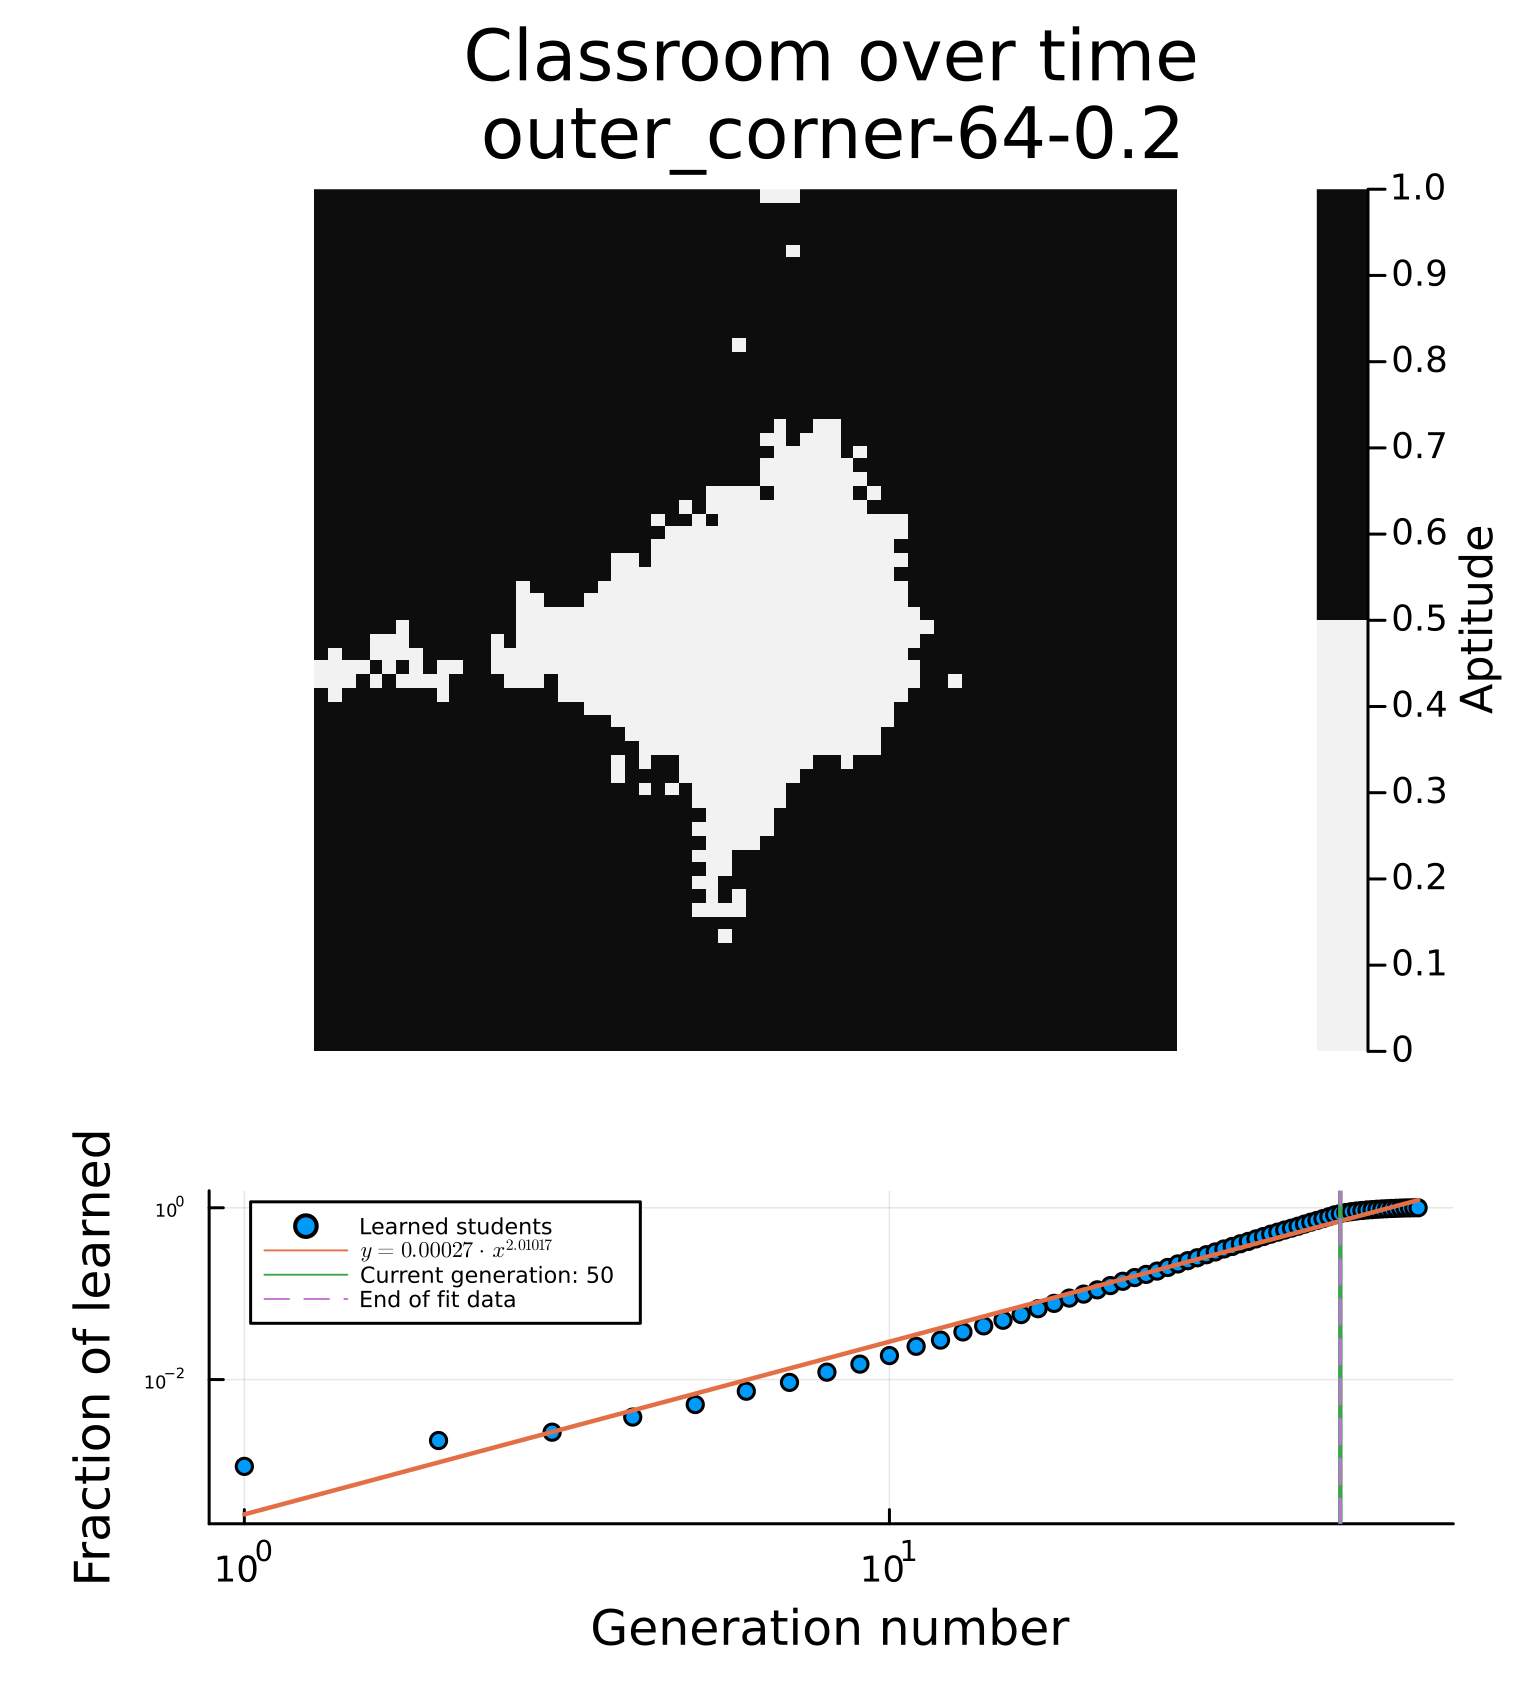 Classroom over time
outer_corner-64-0.2
1.0
0.9
0.8
0.7
0.6
0.5
0.4
0.3
0.2
0.1
0
Aptitude
Fraction of learned
10⁰
10⁻²
Learned students
y = 0.00027 · x^2.01017
Current generation: 50
End of fit data
10⁰
10¹
Generation number